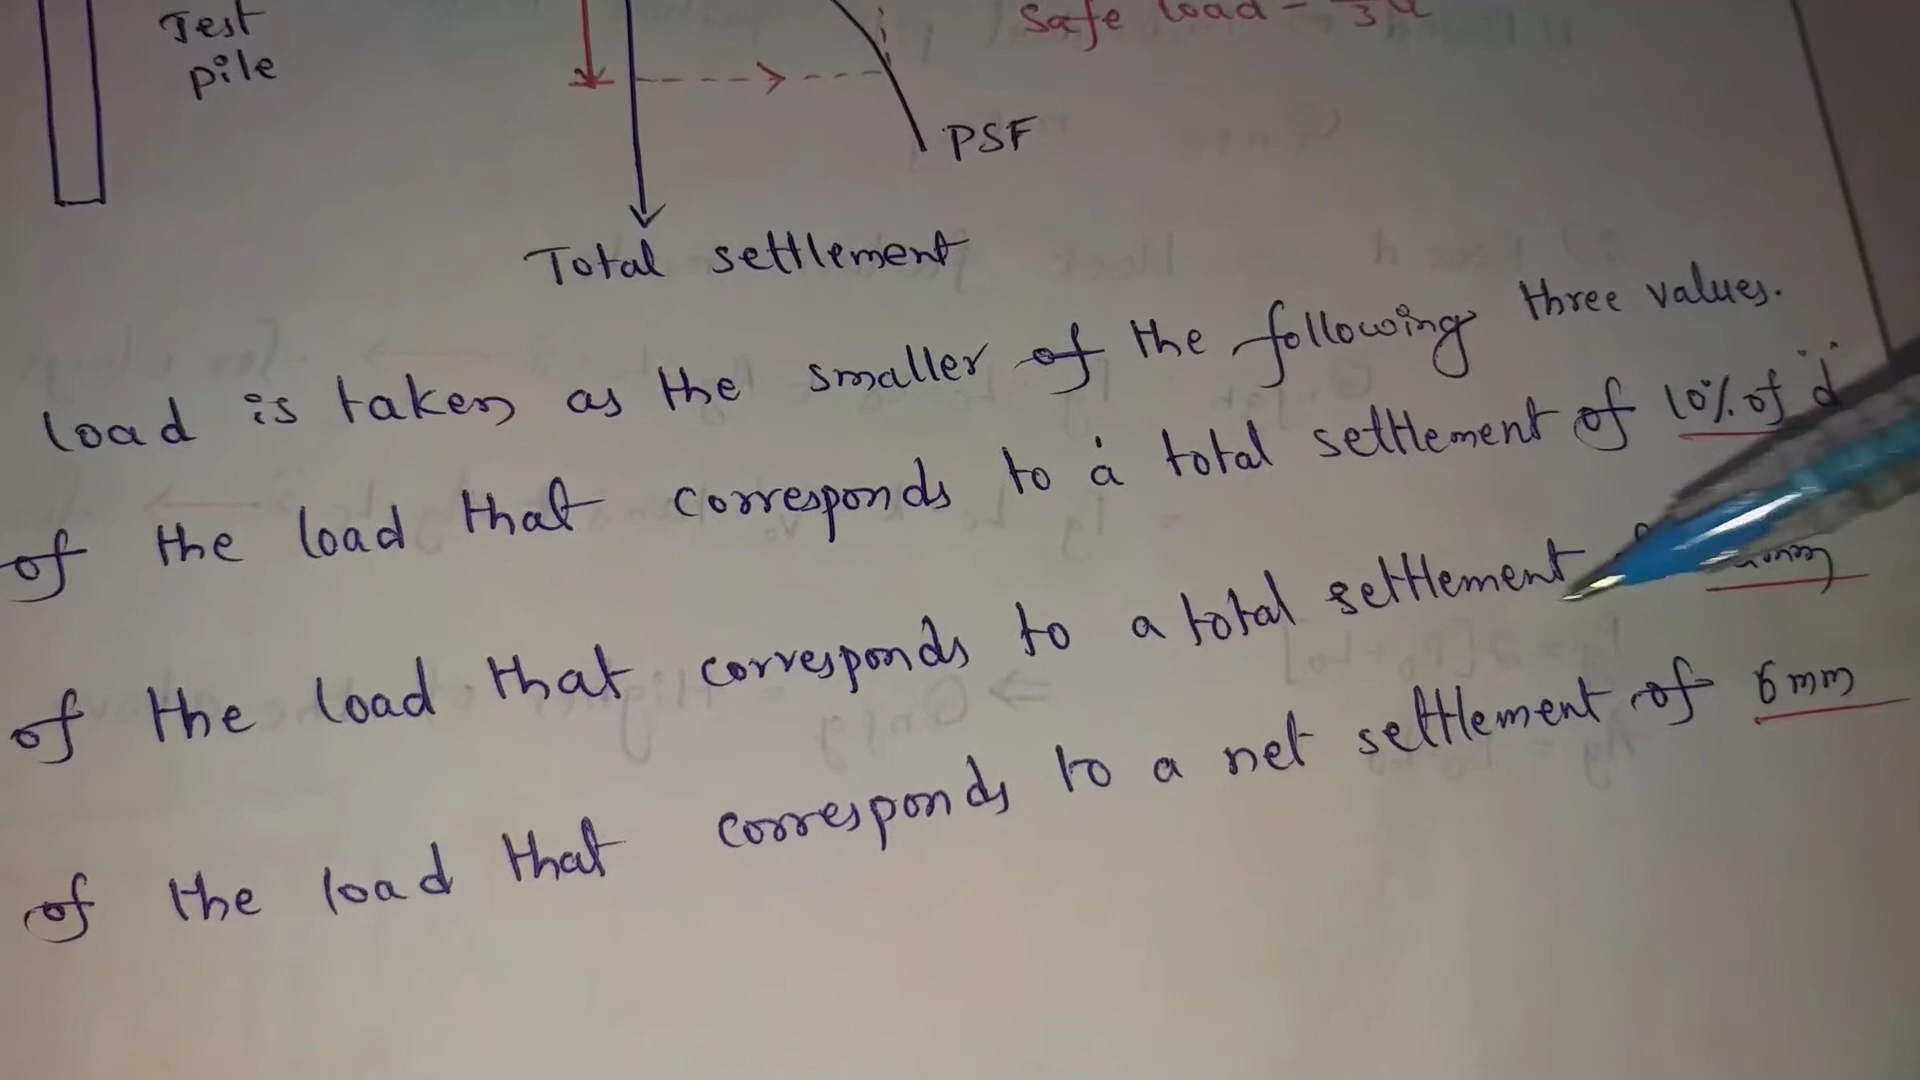 Test
pile
Safe load =
PSF
Total settlement
load is taken as the smaller of the following three values.
of the load that corresponds to a total settlement of 10% of 'd'
of the load that corresponds to a total settlement
of the load that corresponds to a net settlement of 6mm